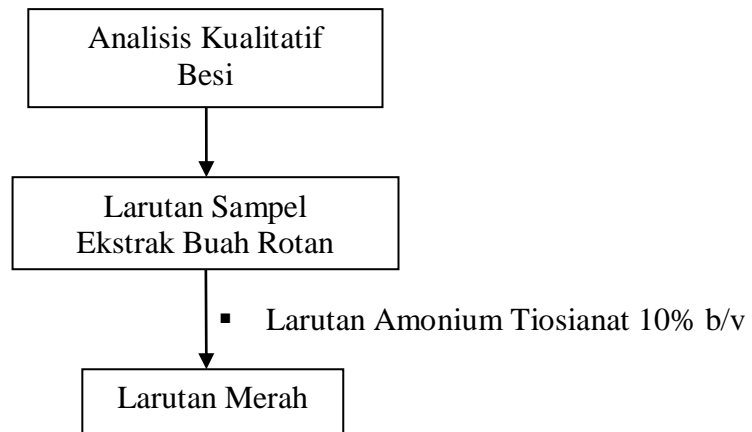 Analisis Kualitatif
Besi
Larutan Sampel
Ekstrak Buah Rotan
▪ Larutan Amonium Tiosianat 10% b/v
Larutan Merah